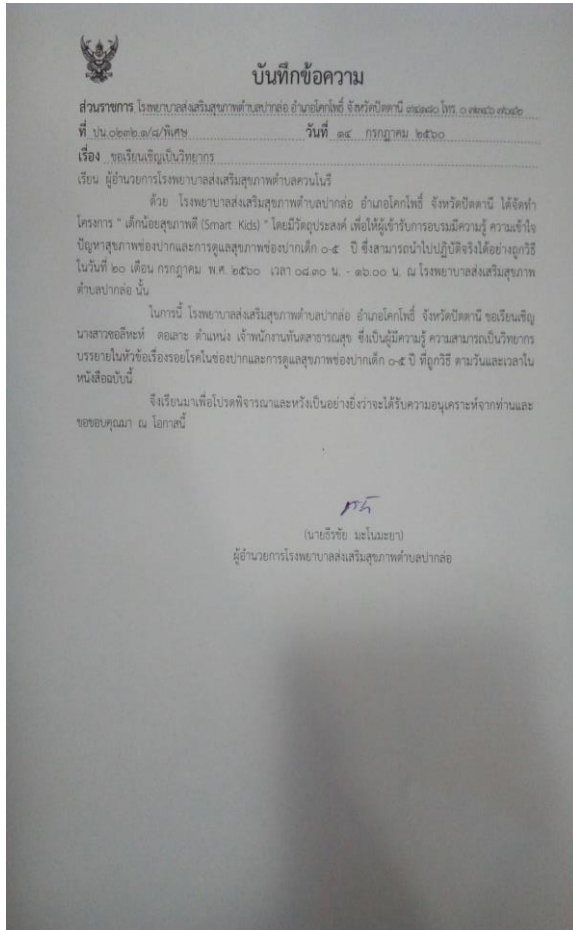 บันทึกข้อความ
ส่วนราชการ โรงพยาบาลส่งเสริมสุขภาพตำบลปากล่อ อำเภอโคกโพธิ์ จังหวัดปัตตานี ๙๔๑๘๐ โทร. ๐
ที่ ปน.๐๒๓๒.๑/๘/พิเศษ วันที่ ๑๔ กรกฎาคม ๒๕๖๐
เรื่อง ขอเรียนเชิญเป็นวิทยากร
เรียน ผู้อำนวยการโรงพยาบาลส่งเสริมสุขภาพตำบลควนโนรี
ด้วย โรงพยาบาลส่งเสริมสุขภาพตำบลปากล่อ อำเภอโคกโพธิ์ จังหวัดปัตตานี ได้จัดทำ
โครงการ " เด็กน้อยสุขภาพดี (Smart Kids) " โดยมีวัตถุประสงค์ เพื่อให้ผู้เข้ารับการอบรมมีความรู้ ความเข้าใจ
ปัญหาสุขภาพช่องปากและการดูแลสุขภาพช่องปากเด็ก ๐-๕ ปี ซึ่งสามารถนำไปปฏิบัติจริงได้อย่างถูกวิธี
ในวันที่ ๒๐ เดือน กรกฎาคม พ.ศ. ๒๕๖๐ เวลา ๐๘.๓๐ น. - ๑๖.๐๐ น. ณ โรงพยาบาลส่งเสริมสุขภาพ
ตำบลปากล่อ นั้น
ในการนี้ โรงพยาบาลส่งเสริมสุขภาพตำบลปากล่อ อำเภอโคกโพธิ์ จังหวัดปัตตานี ขอเรียนเชิญ
นางสาวซอลีหะห์ ดอเลาะ ตำแหน่ง เจ้าพนักงานทันตสาธารณสุข ซึ่งเป็นผู้มีความรู้ ความสามารถเป็นวิทยากร
บรรยายในหัวข้อเรื่องรอยโรคในช่องปากและการดูแลสุขภาพช่องปากเด็ก ๐-๕ ปี ที่ถูกวิธี ตามวันและเวลาใน
หนังสือฉบับนี้
จึงเรียนมาเพื่อโปรดพิจารณาและหวังเป็นอย่างยิ่งว่าจะได้รับความอนุเคราะห์จากท่านและ
ขอขอบคุณมา ณ โอกาสนี้
(นายธีรชัย มะโนมะยา)
ผู้อำนวยการโรงพยาบาลส่งเสริมสุขภาพตำบลปากล่อ